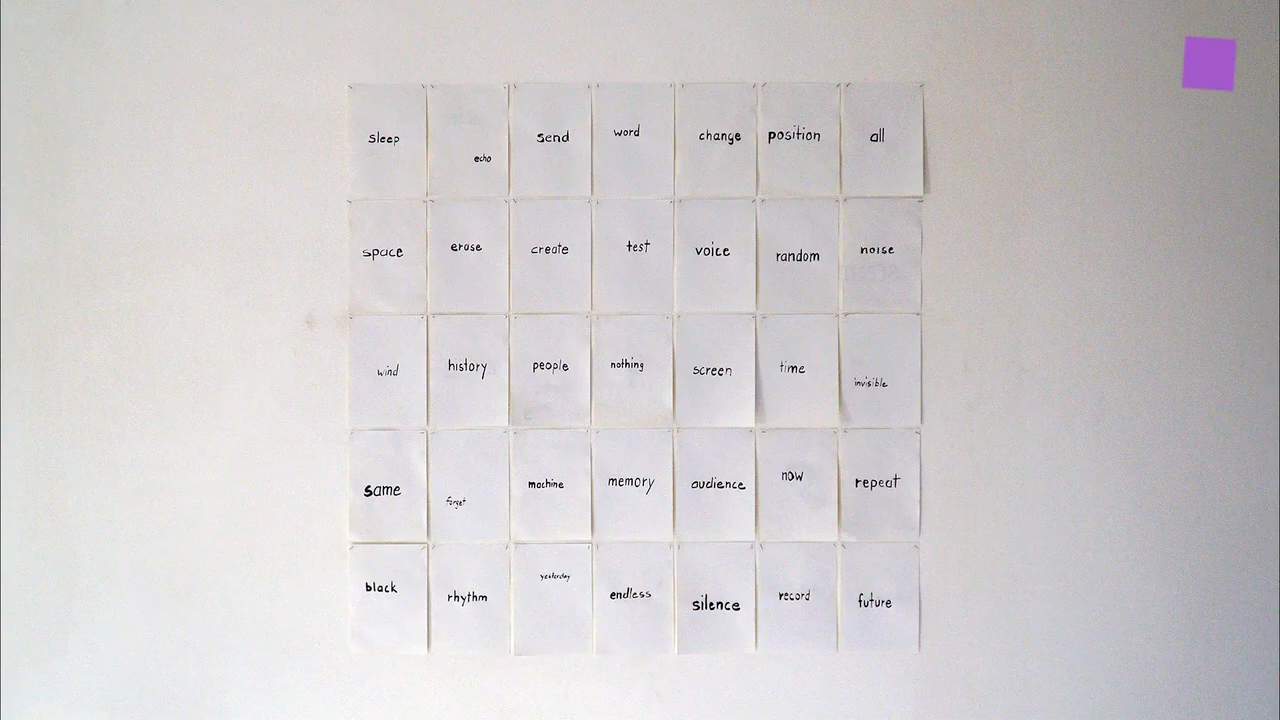 sleep echo send word change position all
space erase create test voice random noise
wind history people nothing screen time invisible
same forget machine memory audience now repeat
black rhythm yesterday endless silence record future